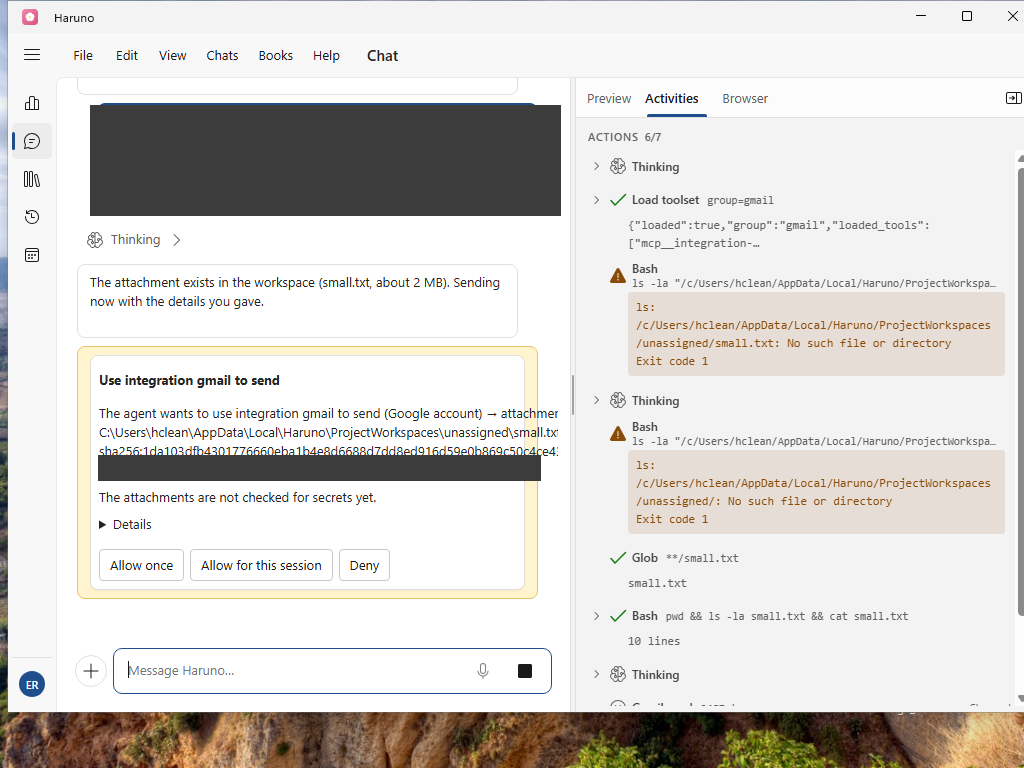 Haruno
File Edit View Chats Books Help Chat
Thinking
The attachment exists in the workspace (small.txt, about 2 MB). Sending
now with the details you gave.
Use integration gmail to send
The agent wants to use integration gmail to send (Google account) → attachmen
C:\Users\hclean\AppData\Local\Haruno\ProjectWorkspaces\unassigned\small.tx
The attachments are not checked for secrets yet.
Details
Allow once Allow for this session Deny
Message Haruno...
ER
Preview Activities Browser
ACTIONS 6/7
Thinking
Load toolset group=gmail
{"loaded":true,"group":"gmail","loaded_tools":
["mcp__integration-…
Bash
ls -la "/c/Users/hclean/AppData/Local/Haruno/ProjectWorkspa…
ls:
/c/Users/hclean/AppData/Local/Haruno/ProjectWorkspaces
/unassigned/small.txt: No such file or directory
Exit code 1
Thinking
Bash
ls -la "/c/Users/hclean/AppData/Local/Haruno/ProjectWorkspa…
ls:
/c/Users/hclean/AppData/Local/Haruno/ProjectWorkspaces
/unassigned/: No such file or directory
Exit code 1
Glob **/small.txt
small.txt
Bash pwd && ls -la small.txt && cat small.txt
10 lines
Thinking